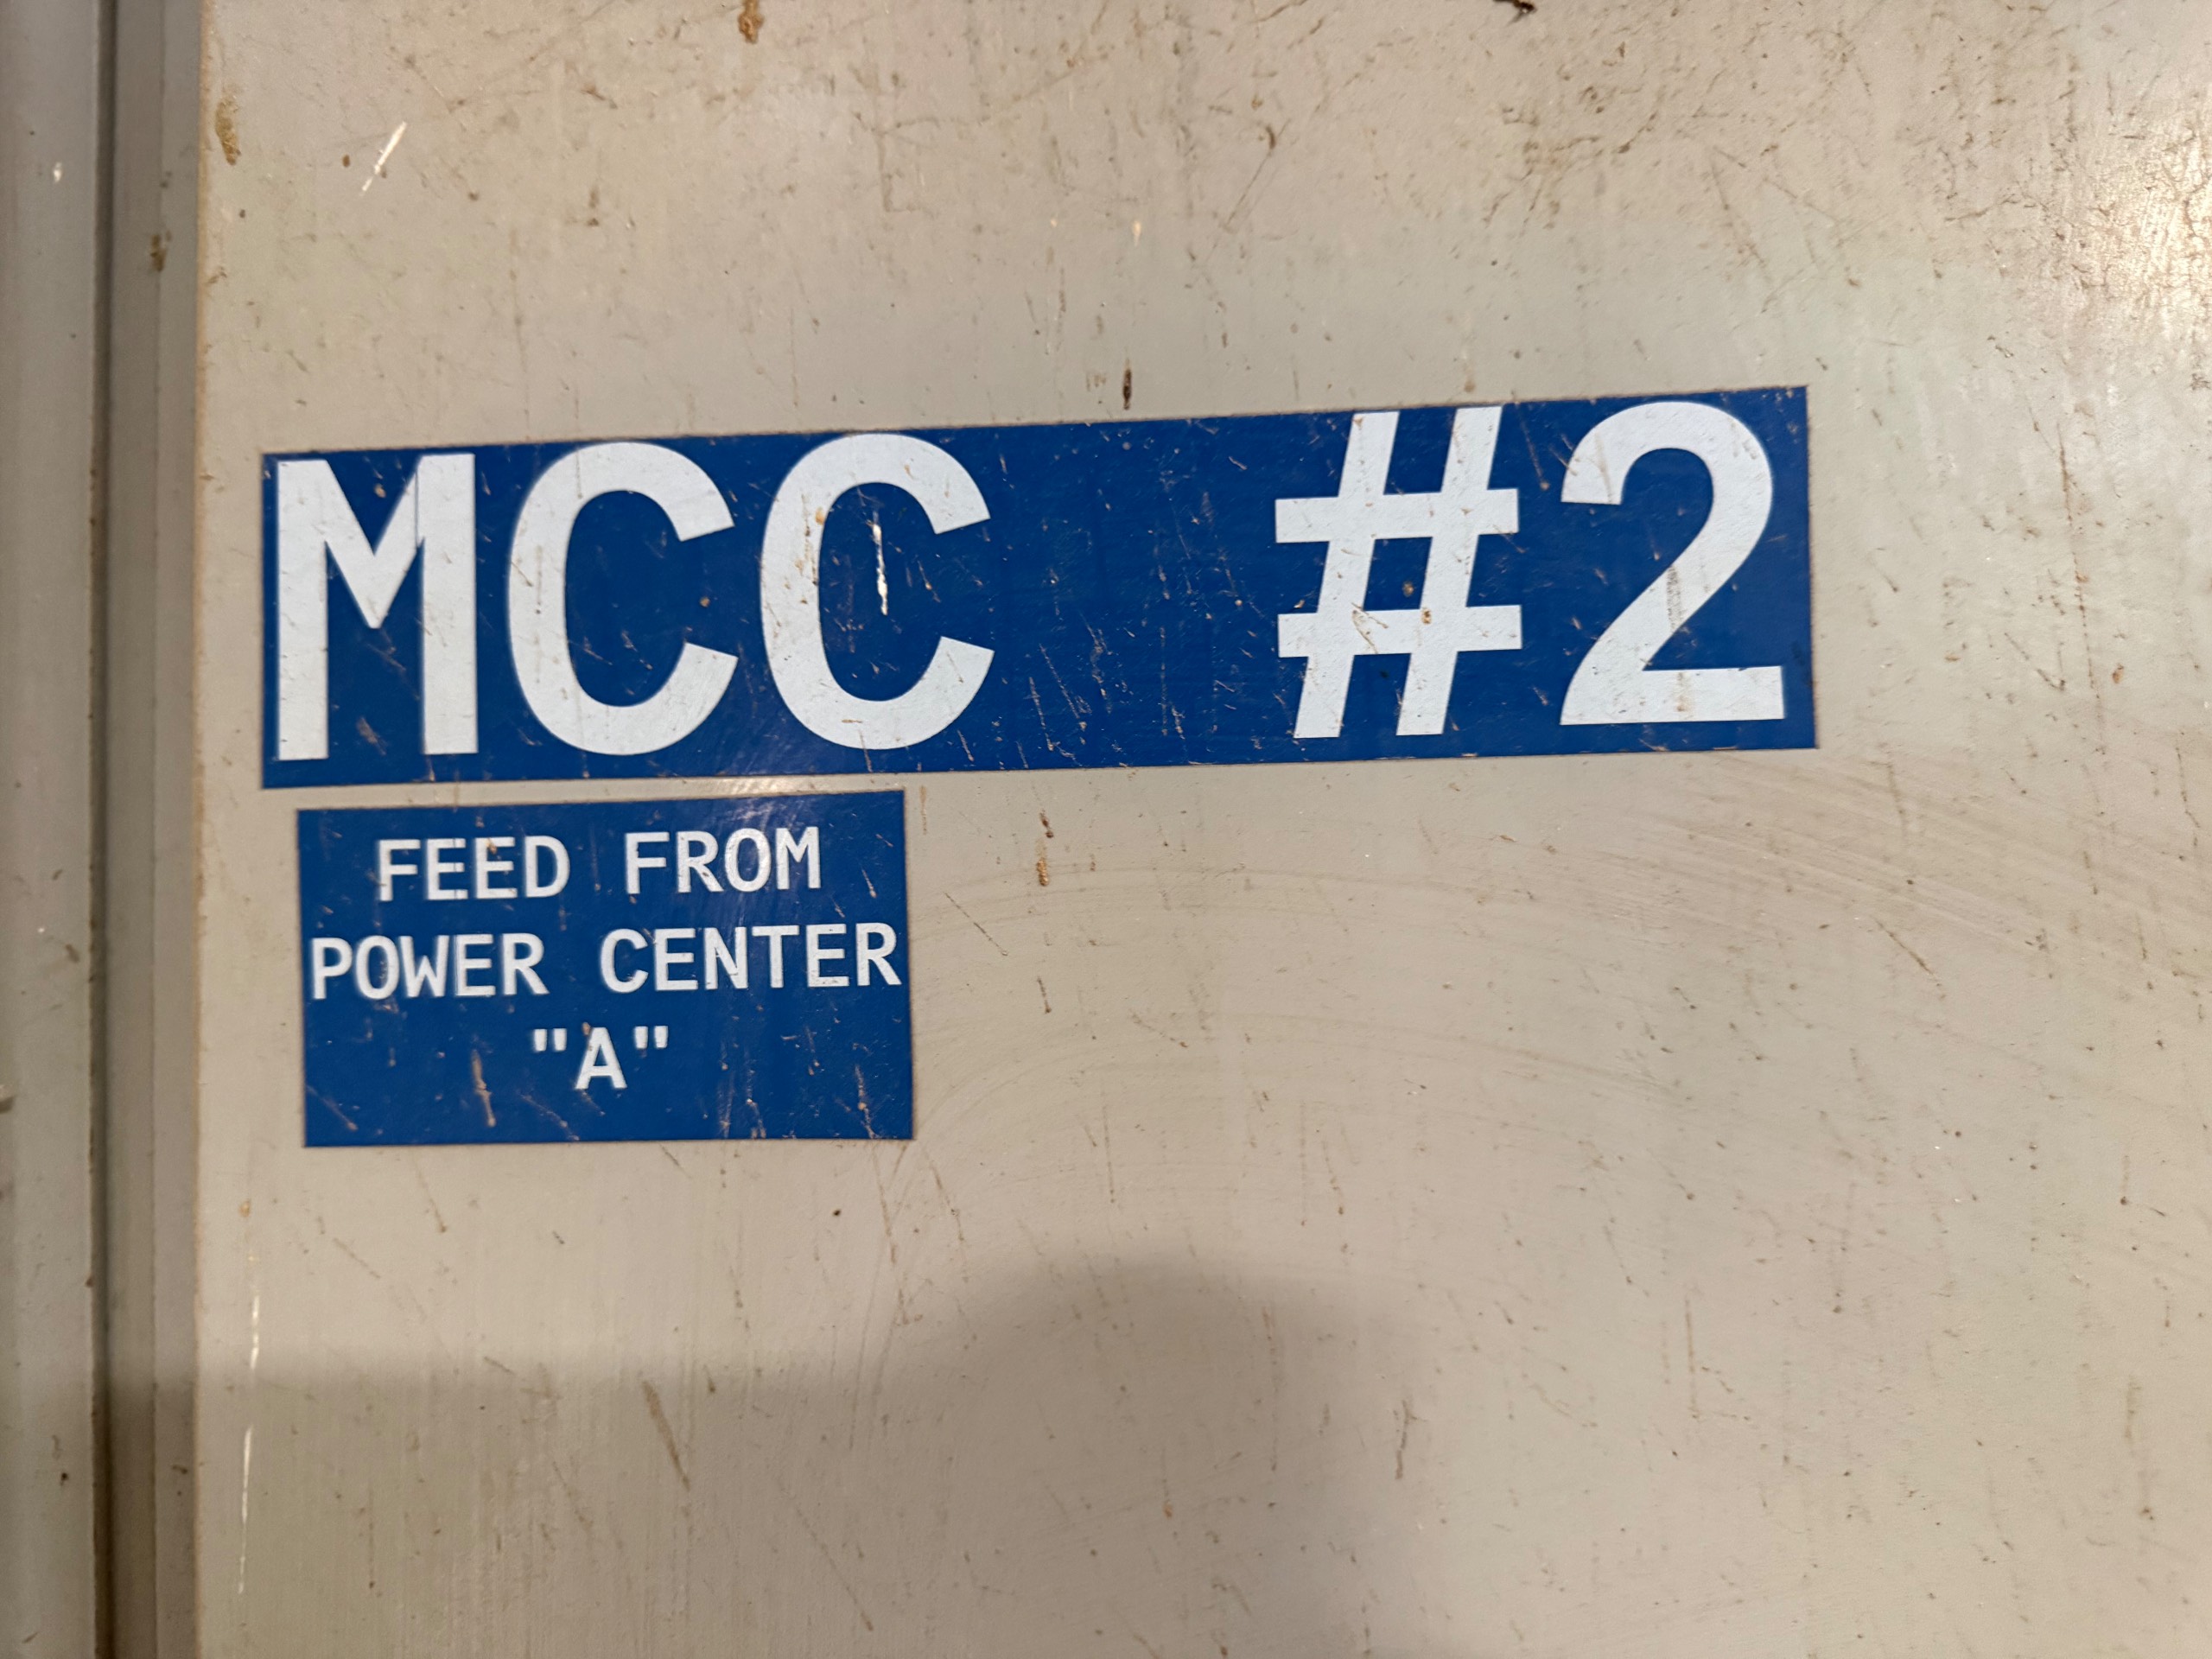 MCC #2
FEED FROM
POWER CENTER
"A"